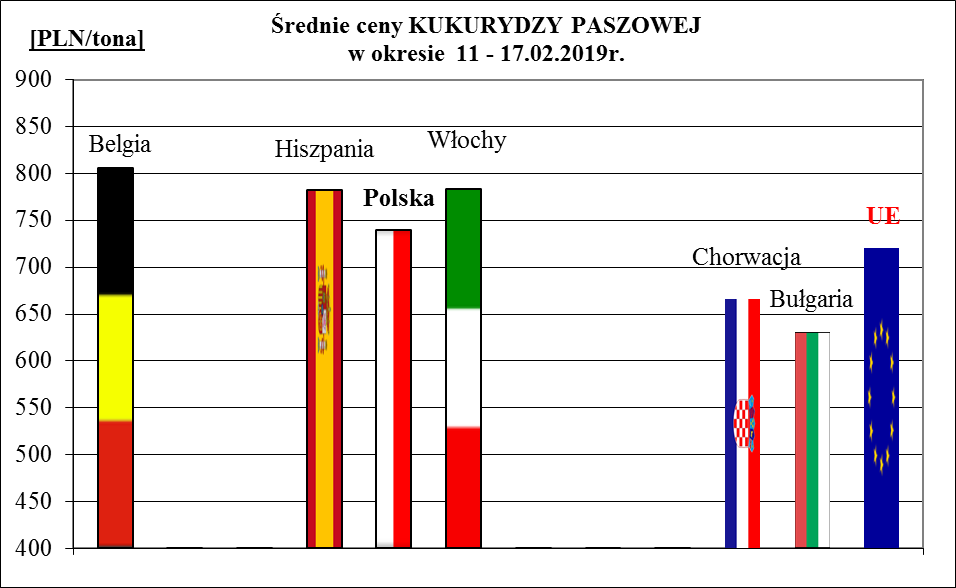 Średnie ceny KUKURYDZY PASZOWEJ
w okresie 11 - 17.02.2019r.
[PLN/tona]
900
850
800
750
700
650
600
550
500
450
400
Belgia
Hiszpania
Polska
Włochy
Chorwacja
Bułgaria
UE